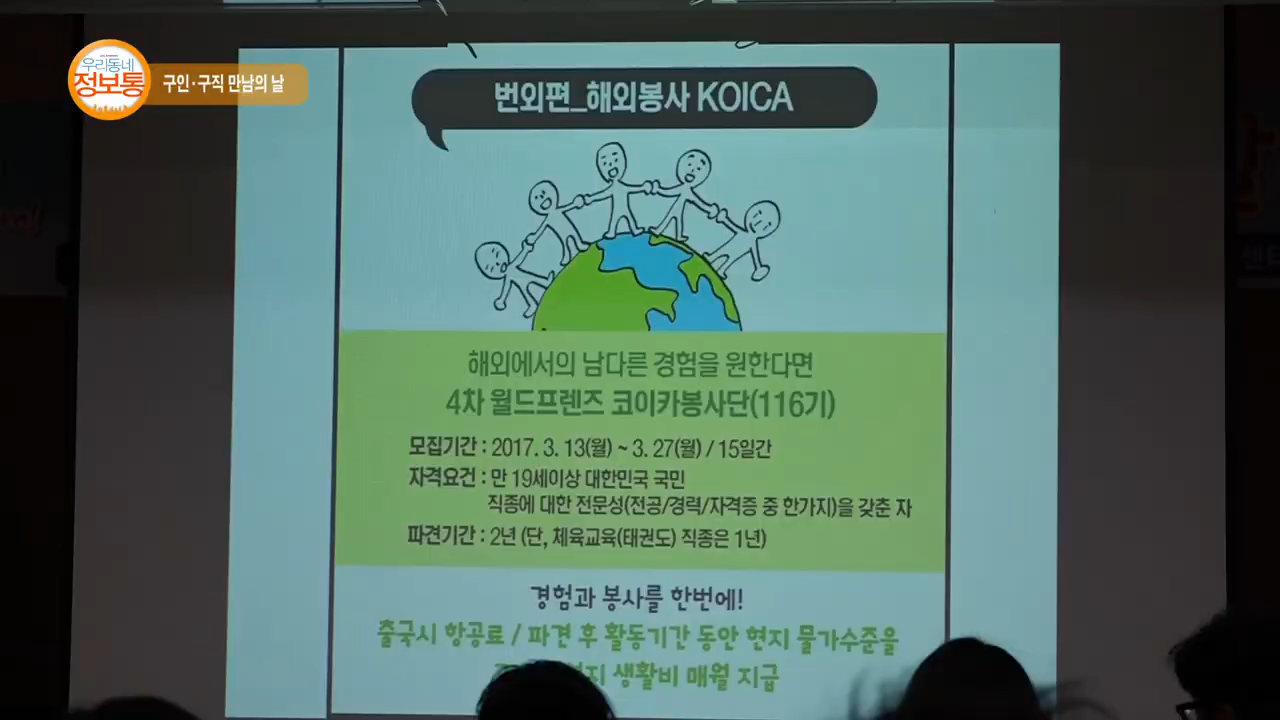 우리동네
정보통
구인·구직 만남의 날
번외편_해외봉사 KOICA
해외에서의 남다른 경험을 원한다면
4차 월드프렌즈 코이카봉사단(116기)
모집기간 : 2017. 3. 13(월) ~ 3. 27(월) / 15일간
자격요건 : 만 19세이상 대한민국 국민
직종에 대한 전문성(전공/경력/자격증 중 한가지)을 갖춘 자
파견기간 : 2년 (단, 체육교육(태권도) 직종은 1년)
경험과 봉사를 한번에!
출국시 항공료 / 파견 후 활동기간 동안 현지 물가수준을
생활비 매월 지급
센터